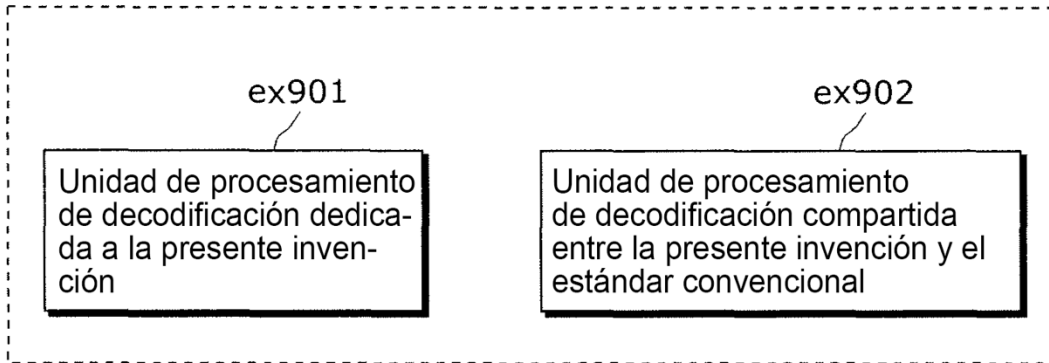 ex901
Unidad de procesamiento
de decodificación dedica-
da a la presente inven-
ción
ex902
Unidad de procesamiento
de decodificación compartida
entre la presente invención y el
estándar convencional